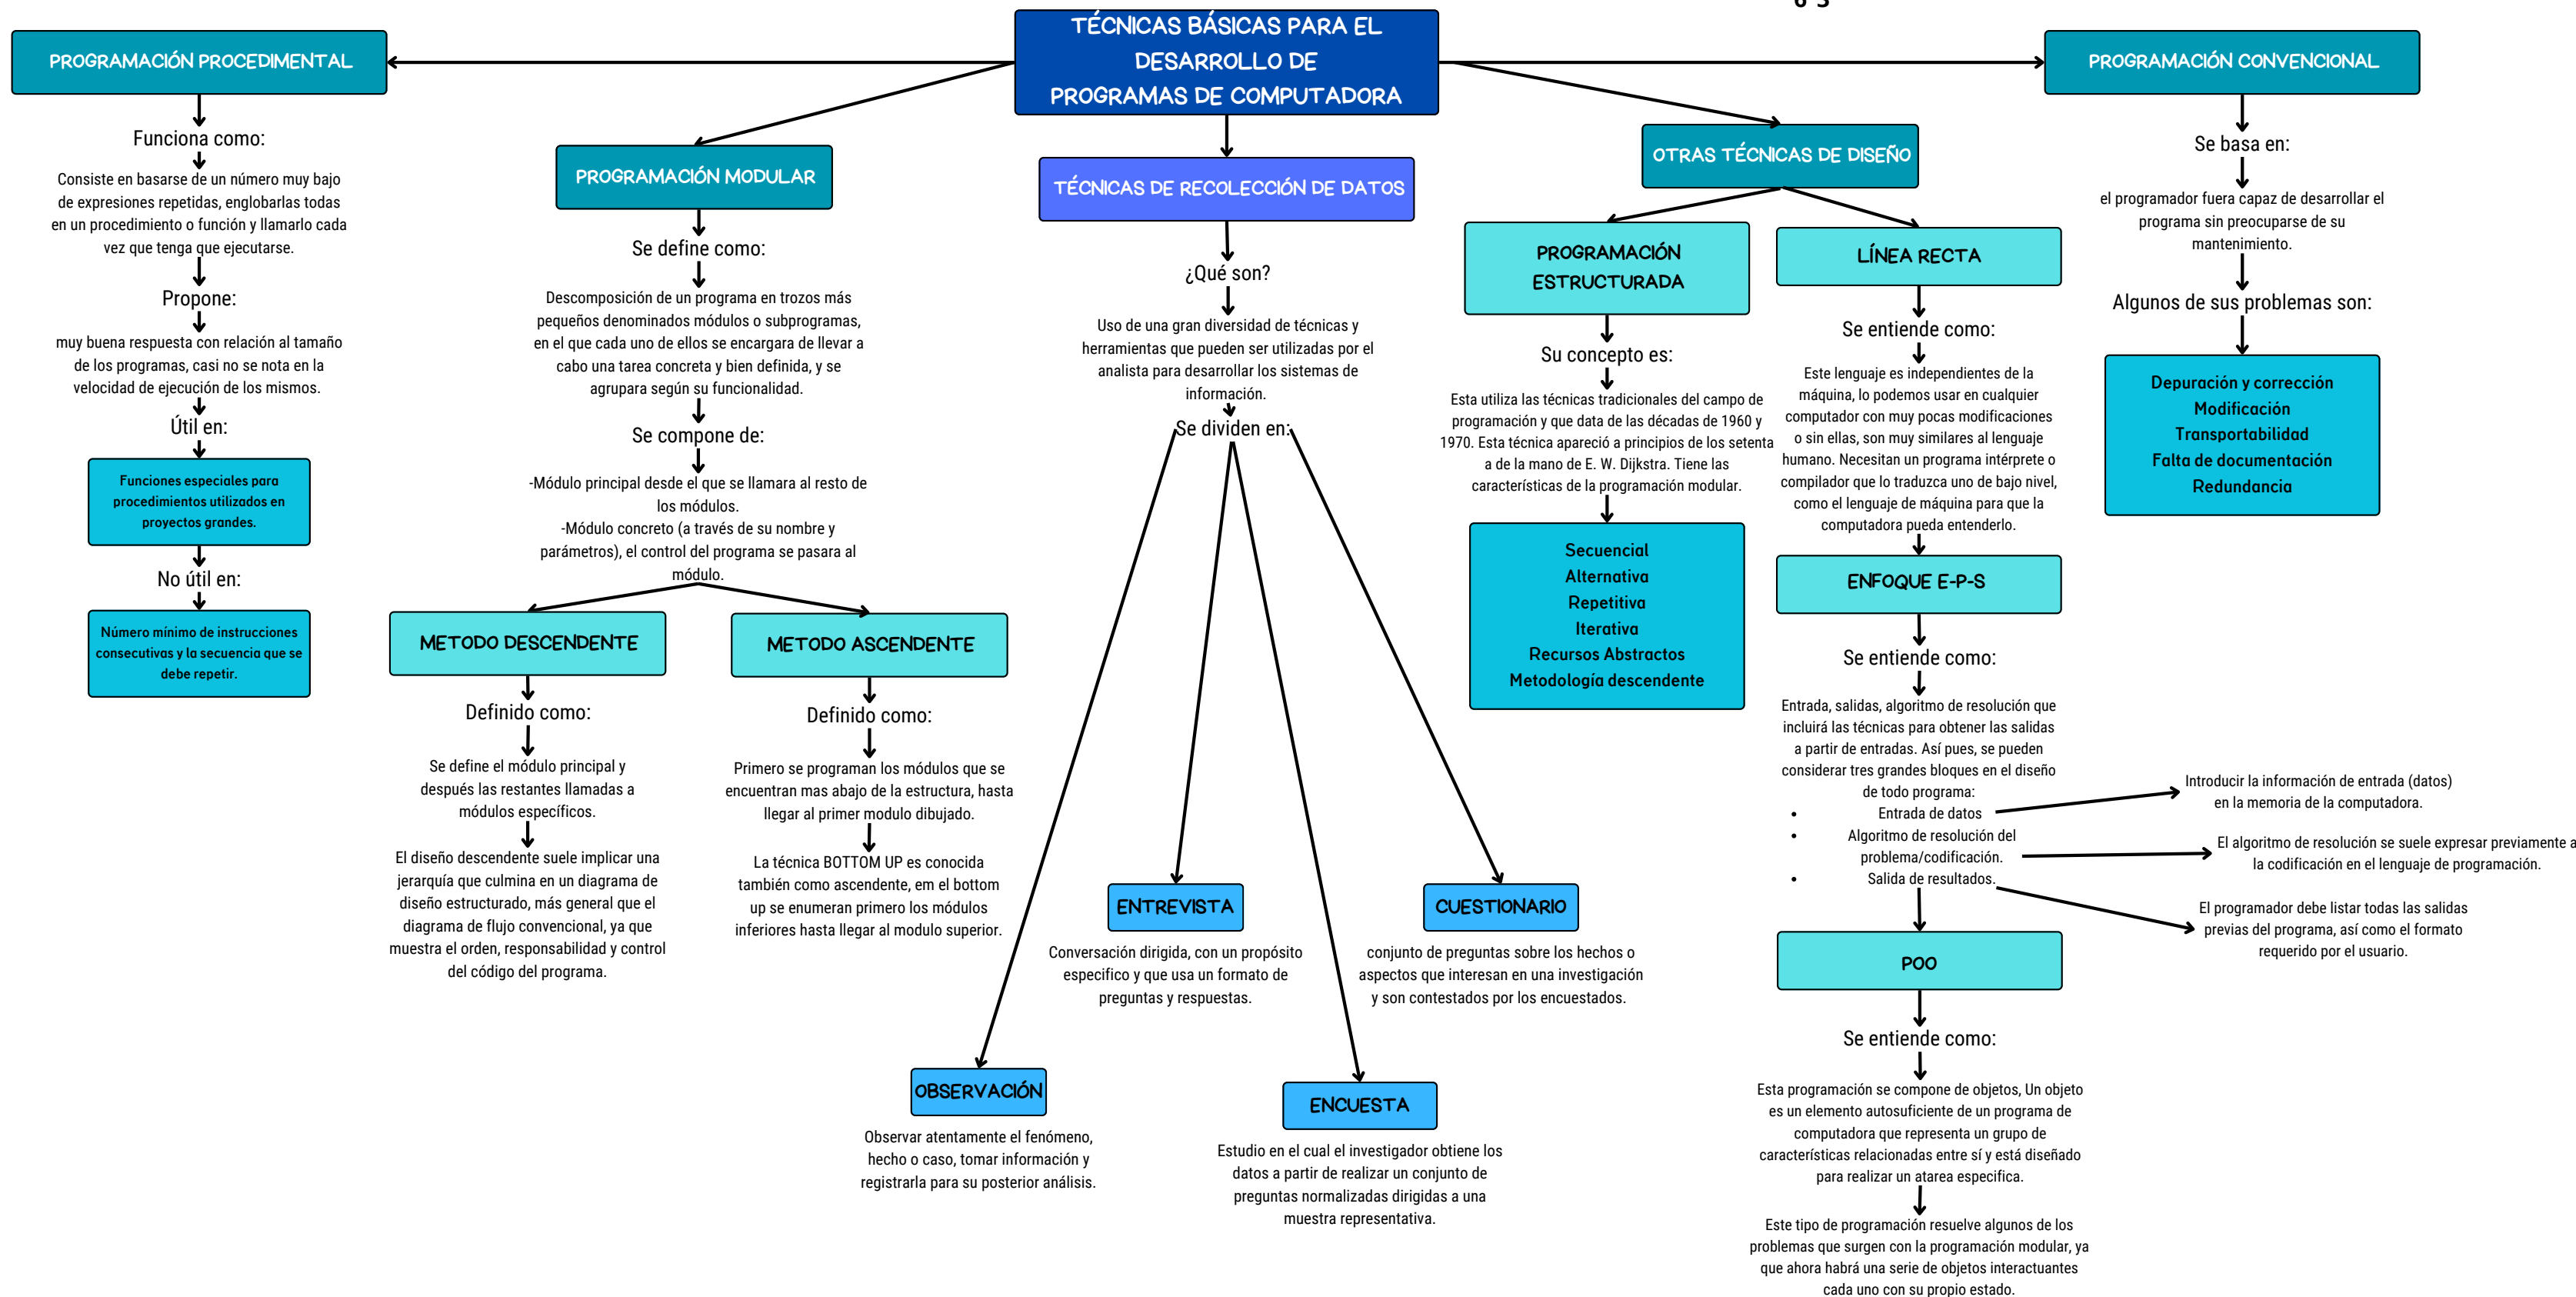 TÉCNICAS BÁSICAS PARA EL
DESARROLLO DE
PROGRAMAS DE COMPUTADORA
PROGRAMACIÓN PROCEDIMENTAL
Funciona como:
Consiste en basarse de un número muy bajo
de expresiones repetidas, englobarlas todas
en un procedimiento o función y llamarlo cada
vez que tenga que ejecutarse.
Propone:
muy buena respuesta con relación al tamaño
de los programas, casi no se nota en la
velocidad de ejecución de los mismos.
Útil en:
Funciones especiales para
procedimientos utilizados en
proyectos grandes.
No útil en:
Número mínimo de instrucciones
consecutivas y la secuencia que se
debe repetir.
PROGRAMACIÓN MODULAR
Se define como:
Descomposición de un programa en trozos más
pequeños denominados módulos o subprogramas,
en el que cada uno de ellos se encargara de llevar a
cabo una tarea concreta y bien definida, y se
agrupara según su funcionalidad.
Se compone de:
-Módulo principal desde el que se llamara al resto de
los módulos.
-Módulo concreto (a través de su nombre y
parámetros), el control del programa se pasara al
módulo.
METODO DESCENDENTE
Definido como:
Se define el módulo principal y
después las restantes llamadas a
módulos específicos.
El diseño descendente suele implicar una
jerarquía que culmina en un diagrama de
diseño estructurado, más general que el
diagrama de flujo convencional, ya que
muestra el orden, responsabilidad y control
del código del programa.
METODO ASCENDENTE
Definido como:
Primero se programan los módulos que se
encuentran mas abajo de la estructura, hasta
llegar al primer modulo dibujado.
La técnica BOTTOM UP es conocida
también como ascendente, em el bottom
up se enumeran primero los módulos
inferiores hasta llegar al modulo superior.
TÉCNICAS DE RECOLECCIÓN DE DATOS
¿Qué son?
Uso de una gran diversidad de técnicas y
herramientas que pueden ser utilizadas por el
analista para desarrollar los sistemas de
información.
Se dividen en:
OBSERVACIÓN
Observar atentamente el fenómeno,
hecho o caso, tomar información y
registrarla para su posterior análisis.
ENTREVISTA
Conversación dirigida, con un propósito
especifico y que usa un formato de
preguntas y respuestas.
ENCUESTA
Estudio en el cual el investigador obtiene los
datos a partir de realizar un conjunto de
preguntas normalizadas dirigidas a una
muestra representativa.
CUESTIONARIO
conjunto de preguntas sobre los hechos o
aspectos que interesan en una investigación
y son contestados por los encuestados.
OTRAS TÉCNICAS DE DISEÑO
PROGRAMACIÓN
ESTRUCTURADA
Su concepto es:
Esta utiliza las técnicas tradicionales del campo de
programación y que data de las décadas de 1960 y
1970. Esta técnica apareció a principios de los setenta
a de la mano de E. W. Dijkstra. Tiene las
características de la programación modular.
Secuencial
Alternativa
Repetitiva
Iterativa
Recursos Abstractos
Metodología descendente
LÍNEA RECTA
Se entiende como:
Este lenguaje es independientes de la
máquina, lo podemos usar en cualquier
computador con muy pocas modificaciones
o sin ellas, son muy similares al lenguaje
humano. Necesitan un programa intérprete o
compilador que lo traduzca uno de bajo nivel,
como el lenguaje de máquina para que la
computadora pueda entenderlo.
ENFOQUE E-P-S
Se entiende como:
Entrada, salidas, algoritmo de resolución que
incluirá las técnicas para obtener las salidas
a partir de entradas. Así pues, se pueden
considerar tres grandes bloques en el diseño
de todo programa:
• Entrada de datos
• Algoritmo de resolución del
problema/codificación.
• Salida de resultados.
Introducir la información de entrada (datos)
en la memoria de la computadora.
El algoritmo de resolución se suele expresar previamente a
la codificación en el lenguaje de programación.
El programador debe listar todas las salidas
previas del programa, así como el formato
requerido por el usuario.
POO
Se entiende como:
Esta programación se compone de objetos, Un objeto
es un elemento autosuficiente de un programa de
computadora que representa un grupo de
características relacionadas entre sí y está diseñado
para realizar un atarea especifica.
Este tipo de programación resuelve algunos de los
problemas que surgen con la programación modular, ya
que ahora habrá una serie de objetos interactuantes
cada uno con su propio estado.
PROGRAMACIÓN CONVENCIONAL
Se basa en:
el programador fuera capaz de desarrollar el
programa sin preocuparse de su
mantenimiento.
Algunos de sus problemas son:
Depuración y corrección
Modificación
Transportabilidad
Falta de documentación
Redundancia